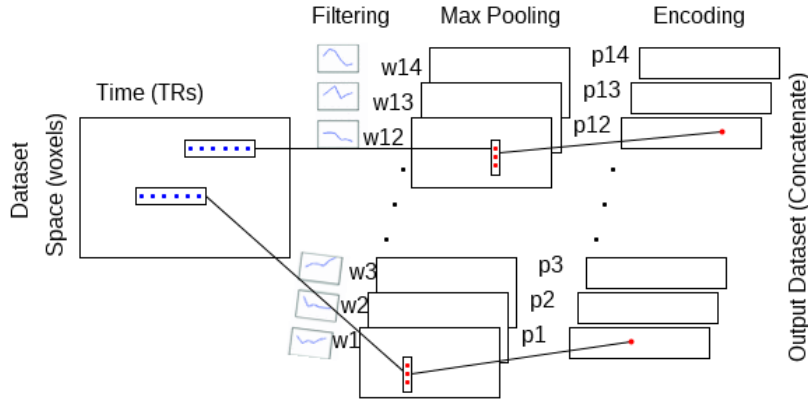 Filtering
Max Pooling
Encoding
Time (TRs)
Dataset
Space (voxels)
w14
w13
w12
w3
w2
w1
p14
p13
p12
p3
p2
p1
Output Dataset (Concatenate)